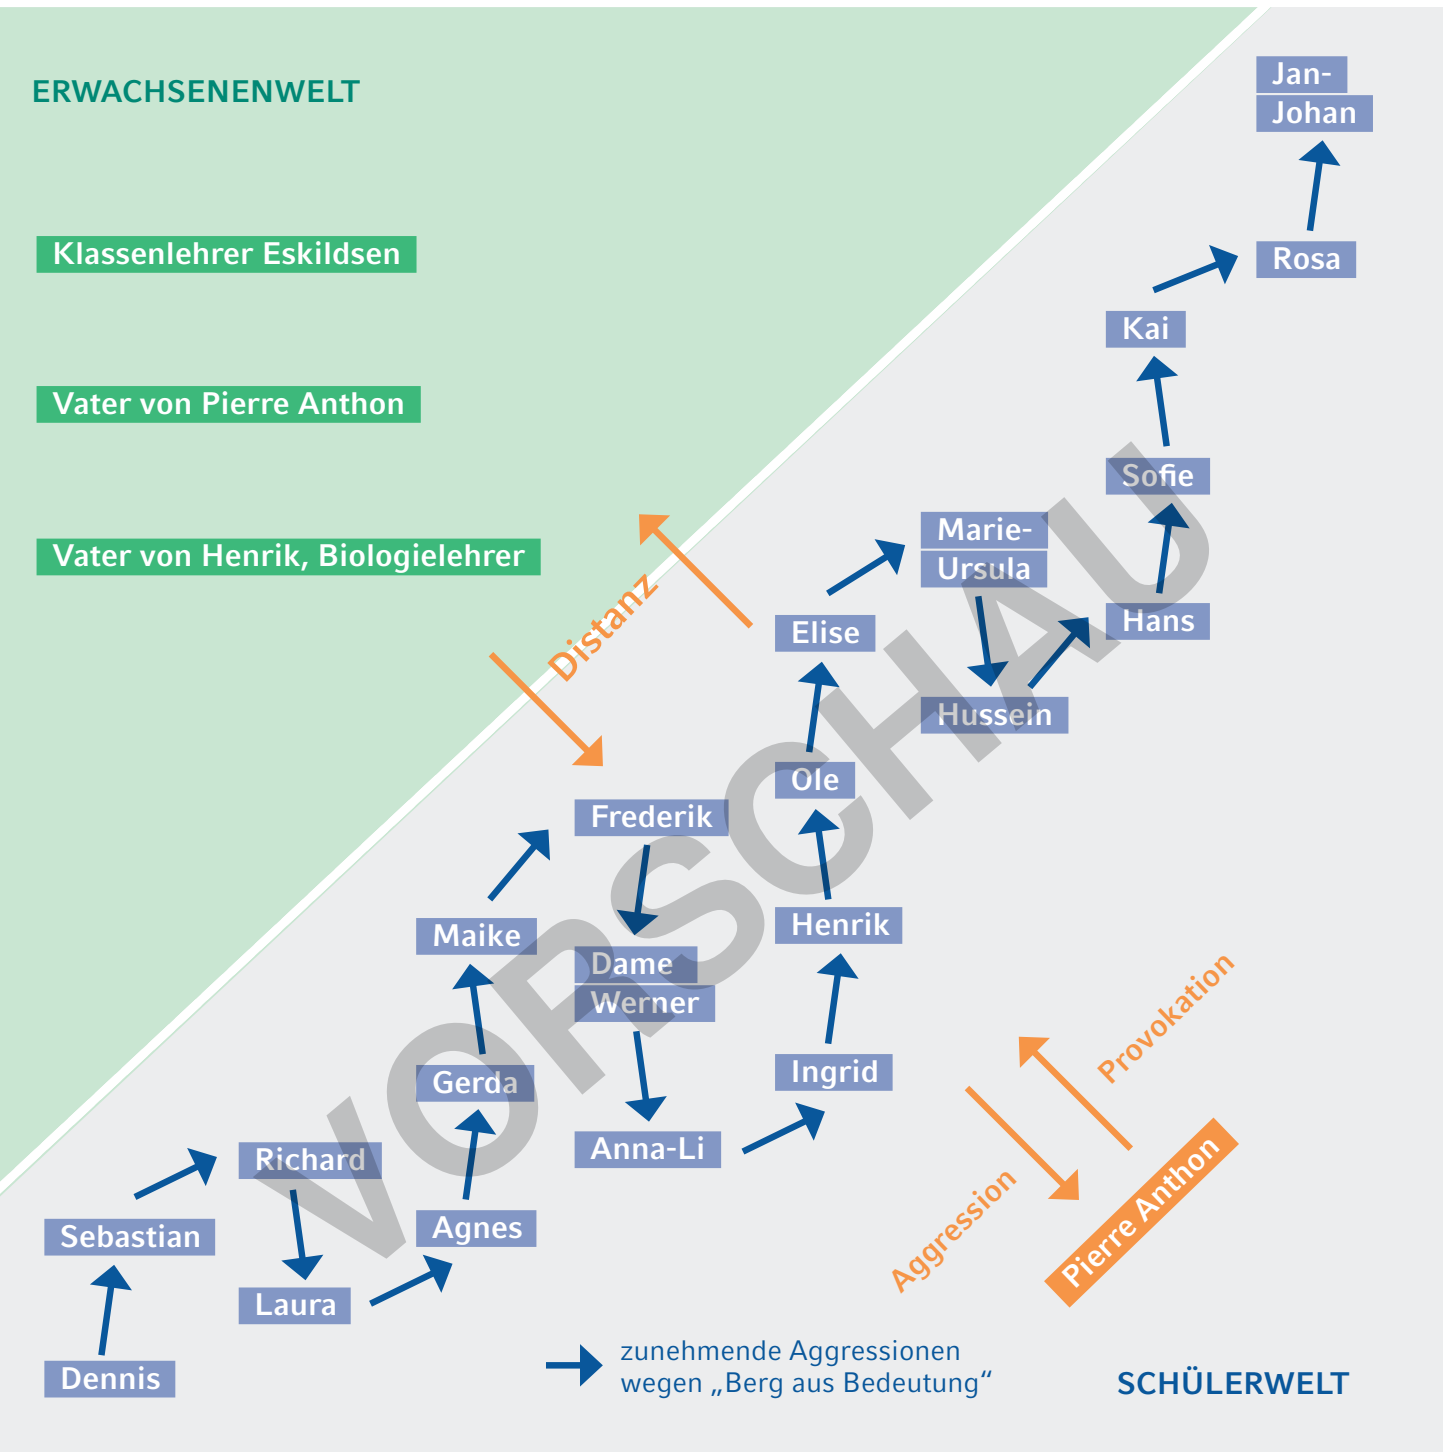 ERWACHSENENWELT
Klassenlehrer Eskildsen
Vater von Pierre Anthon
Vater von Henrik, Biologielehrer
Distanz
Jan-
Johan
Rosa
Kai
Sofie
Hans
Marie-
Ursula
Hussein
Elise
Ole
Henrik
Ingrid
Frederik
Dame
Werner
Anna-Li
Maike
Gerda
Agnes
Richard
Laura
Sebastian
Dennis
Provokation
Aggression
Pierre Anthon
zunehmende Aggressionen
wegen „Berg aus Bedeutung“
SCHÜLERWELT
VORSCHAU